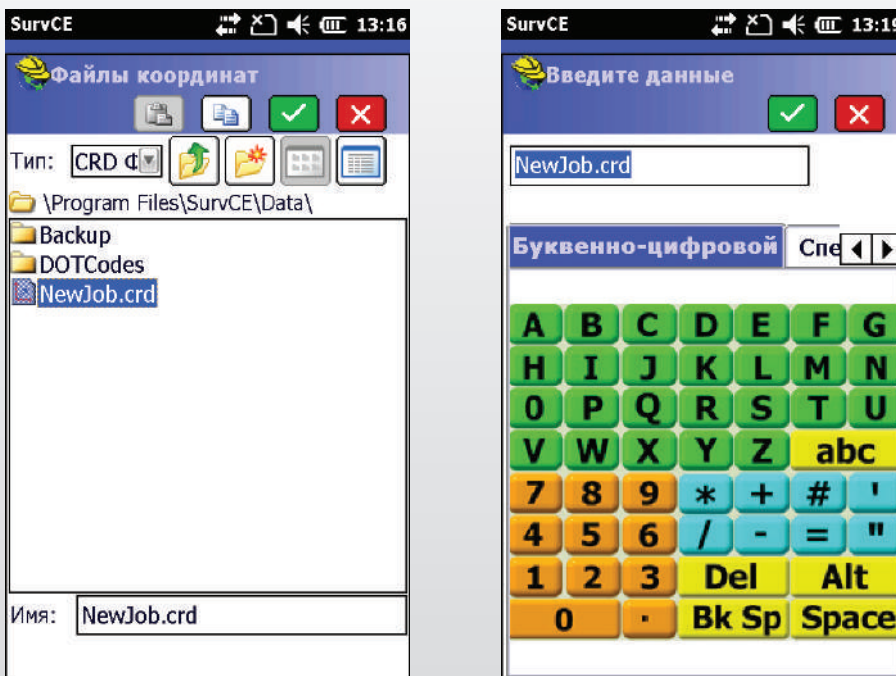 SurvCE 13:16
Файлы координат
Тип: CRD Ф
\Program Files\SurvCE\Data\
Backup
DOTCodes
NewJob.crd
Имя: NewJob.crd
SurvCE 13:19
Введите данные
NewJob.crd
Буквенно-цифровой Спе
A B C D E F G
H I J K L M N
O P Q R S T U
V W X Y Z abc
7 8 9 * + # '
4 5 6 / - = "
1 2 3 Del Alt
0 . Bk Sp Space